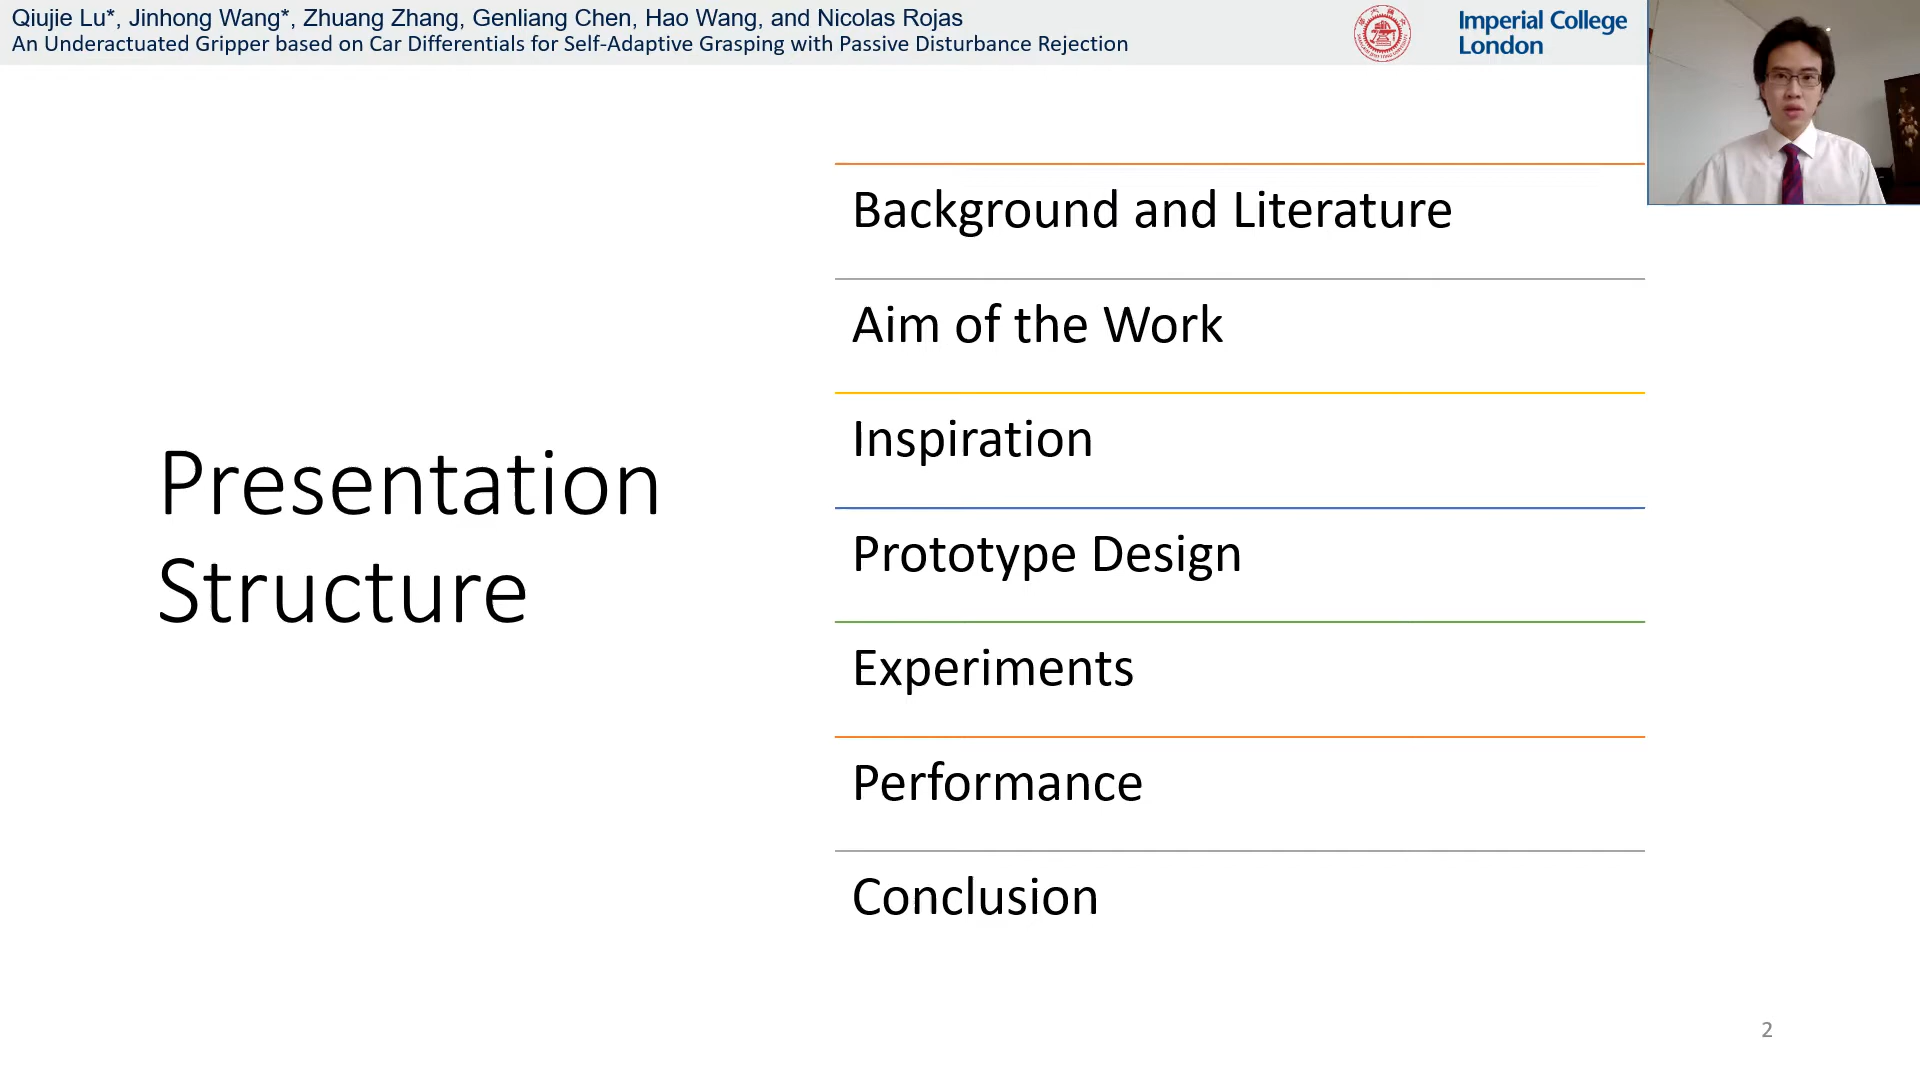 Qiujie Lu*, Jinhong Wang*, Zhuang Zhang, Genliang Chen, Hao Wang, and Nicolas Rojas
An Underactuated Gripper based on Car Differentials for Self-Adaptive Grasping with Passive Disturbance Rejection
Imperial College
London
Presentation
Structure
Background and Literature
Aim of the Work
Inspiration
Prototype Design
Experiments
Performance
Conclusion
2